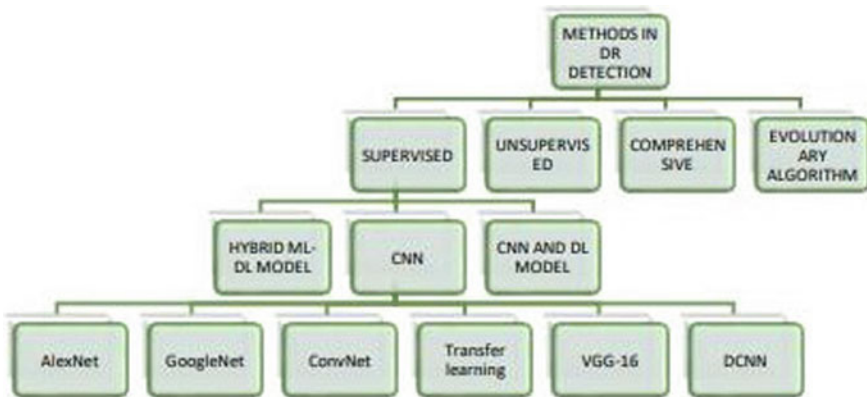 METHODS IN
DR
DETECTION
SUPERVISED
UNSUPERVIS
ED
COMPREHEN
SIVE
EVOLUTION
ARY
ALGORITHM
HYBRID ML-
DL MODEL
CNN
CNN AND DL
MODEL
AlexNet
GoogleNet
ConvNet
Transfer
learning
VGG-16
DCNN